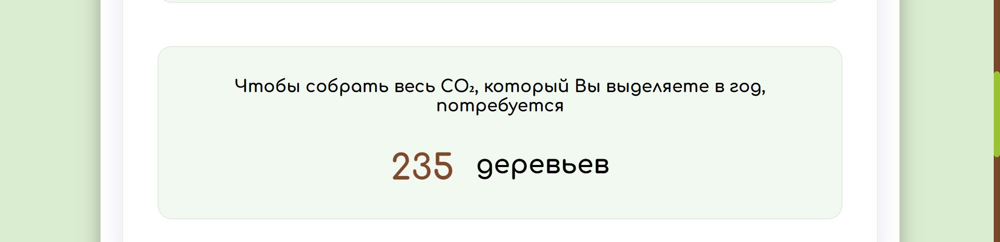 Чтобы собрать весь CO₂, который Вы выделяете в год,
потребуется
235 деревьев